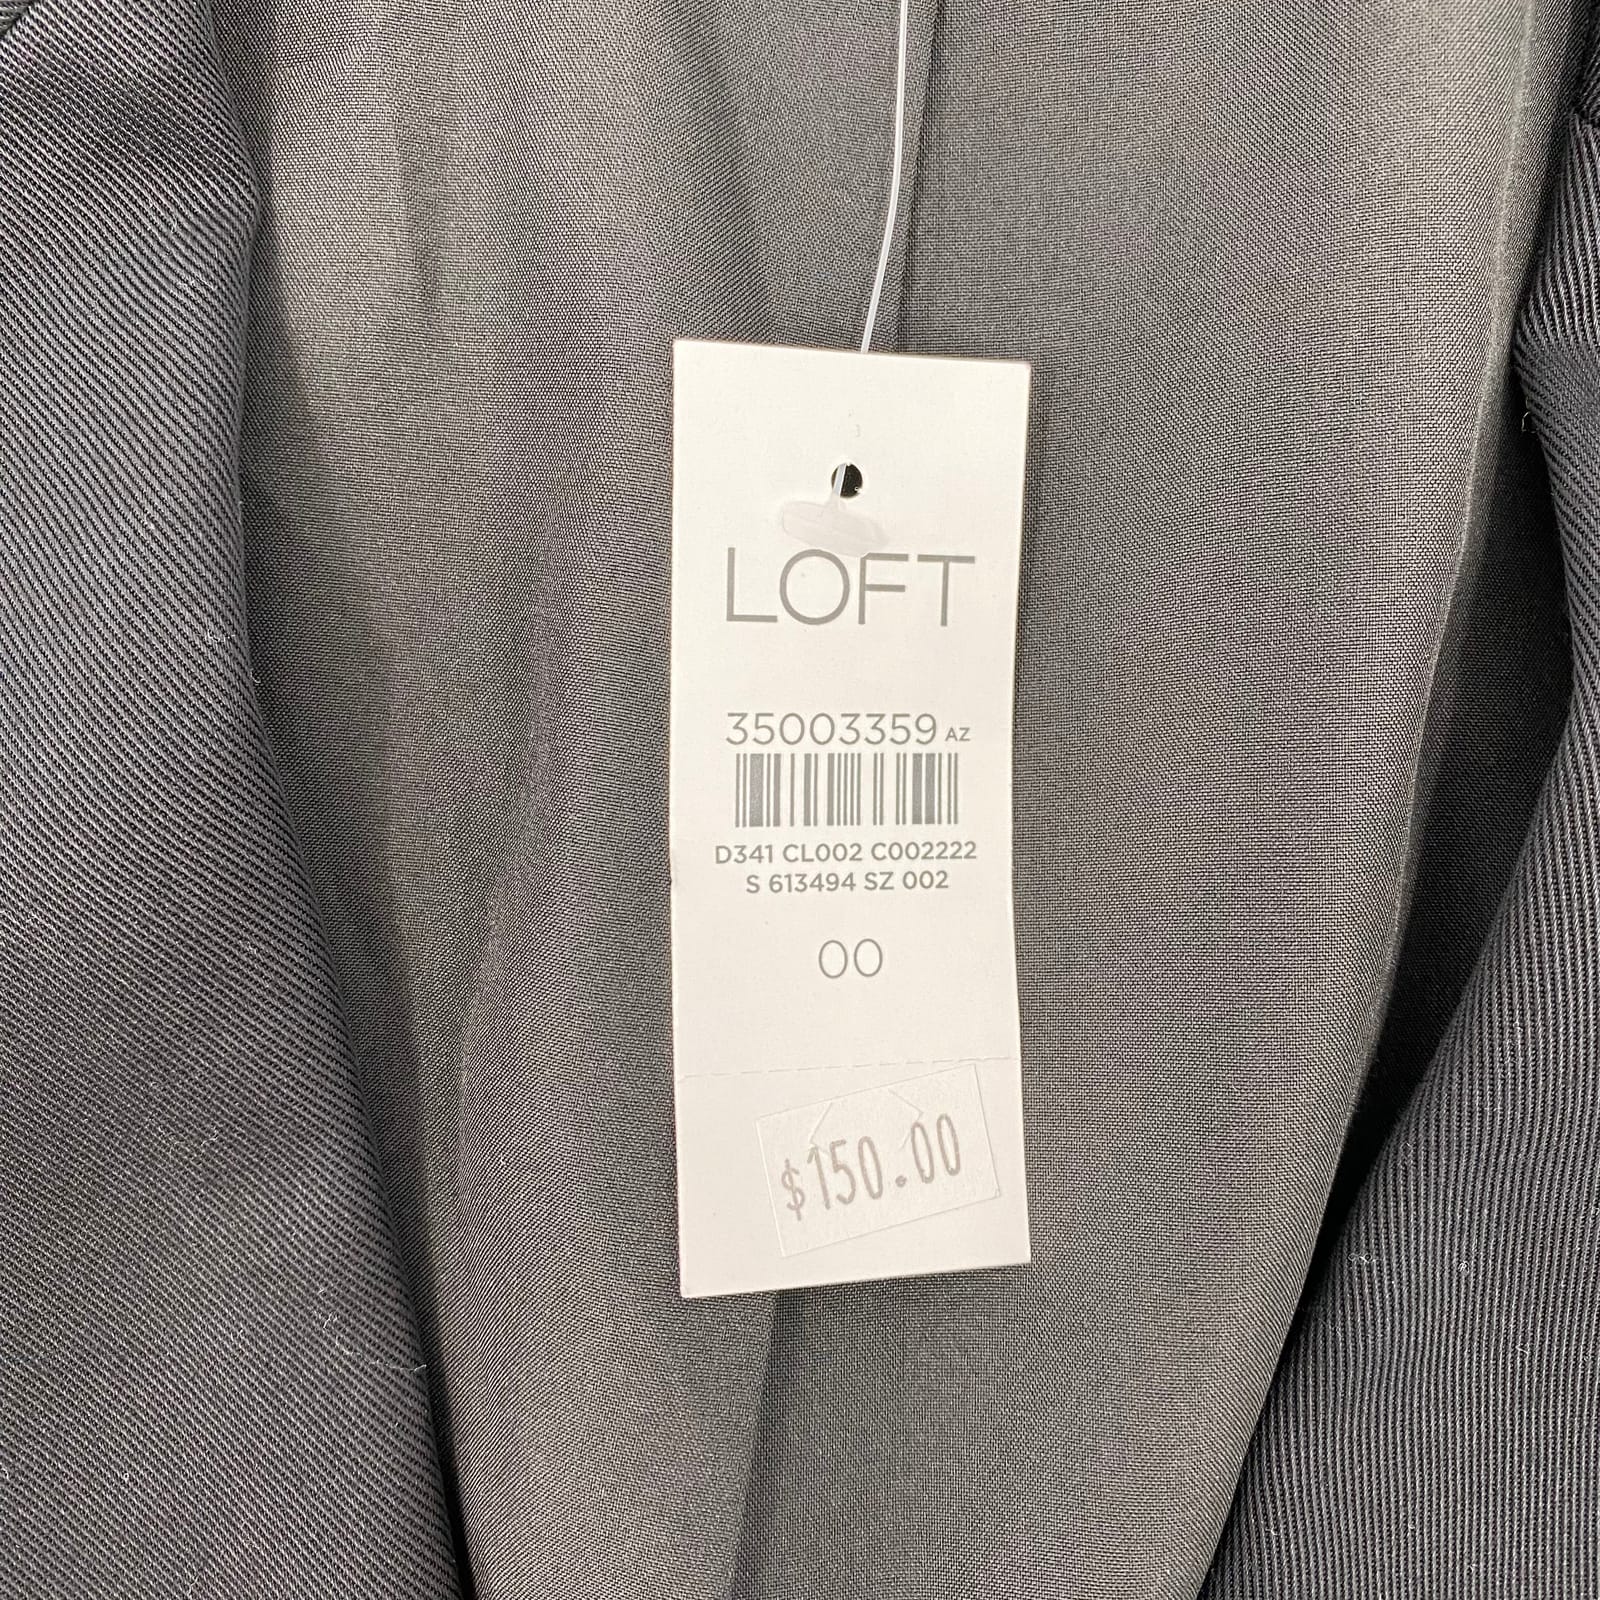 LOFT
35003359 AZ
D341 CL002 C002222
S 613494 SZ 002
00
$150.00